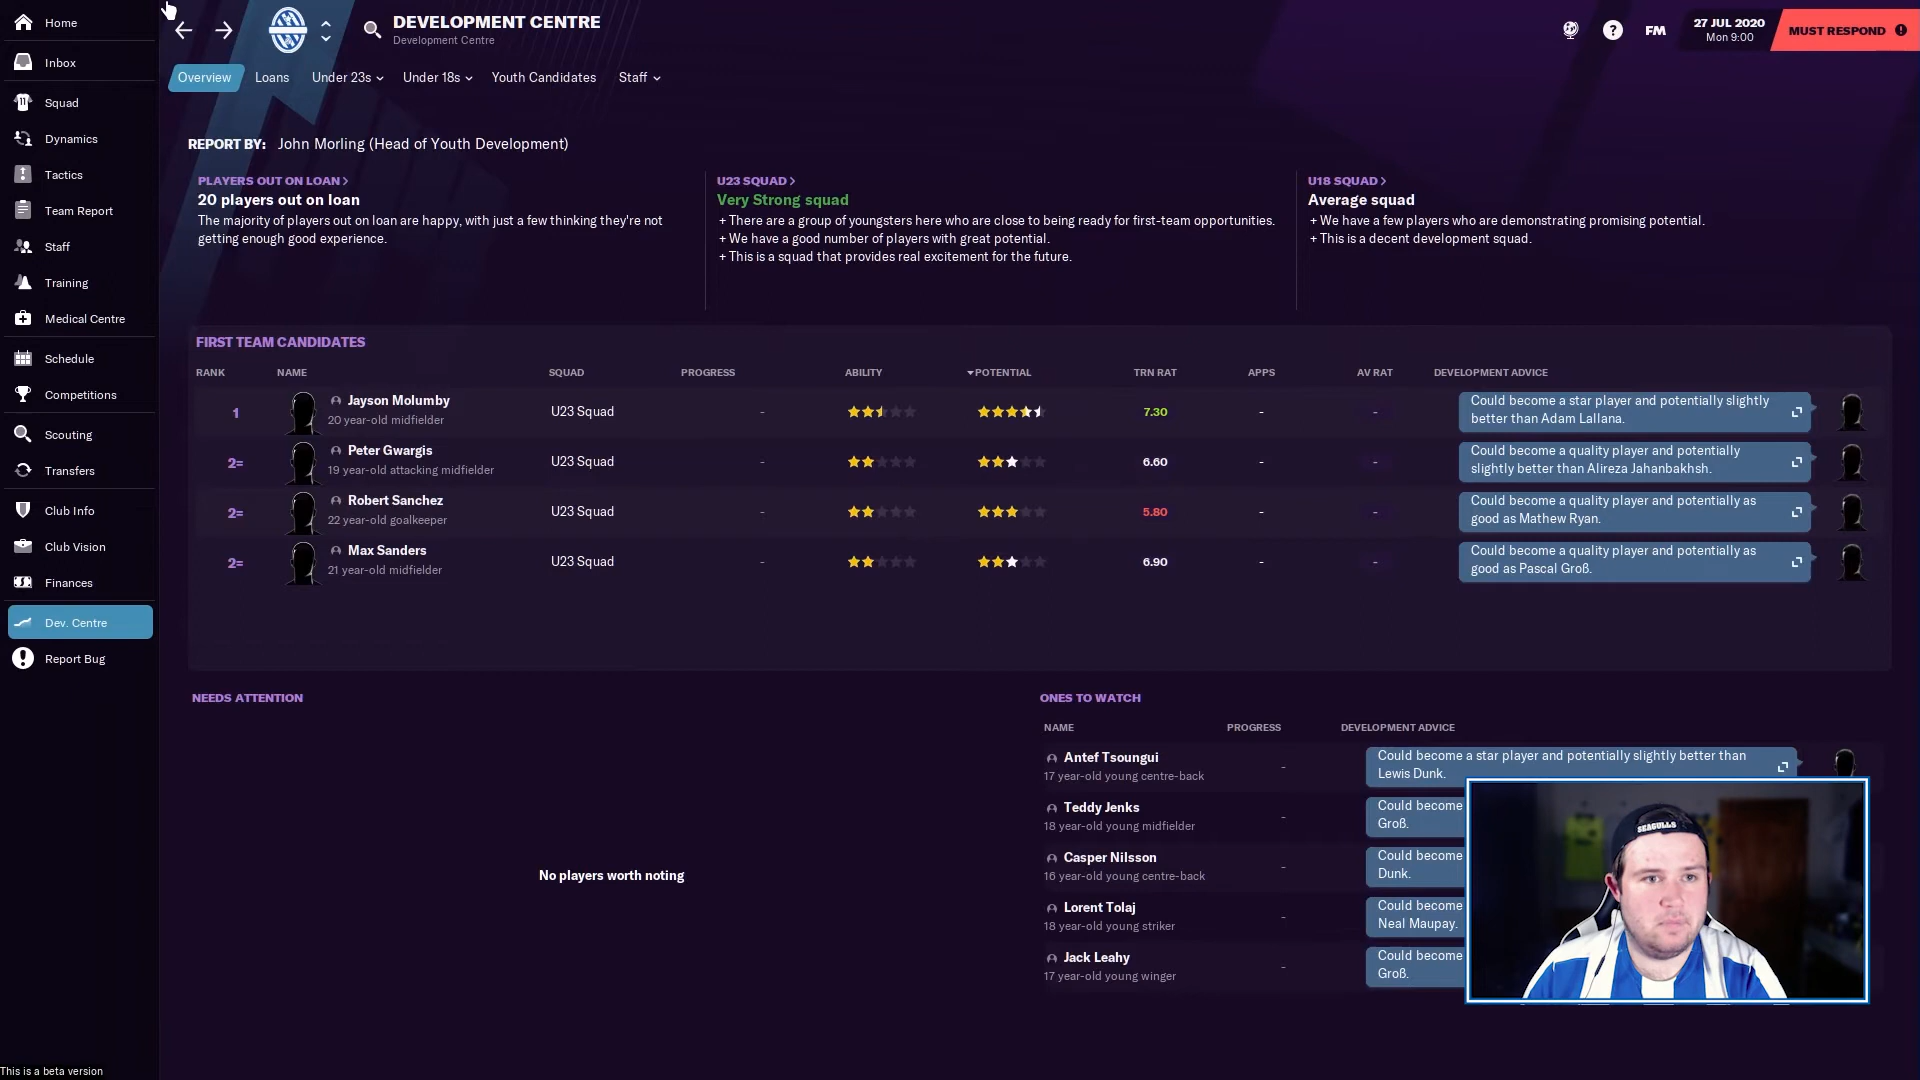 Home
Inbox
Squad
Dynamics
Tactics
Team Report
Staff
Training
Medical Centre
Schedule
Competitions
Scouting
Transfers
Club Info
Club Vision
Finances
Dev. Centre
Report Bug
This is a beta version
DEVELOPMENT CENTRE
Development Centre
FM
27 JUL 2020
Mon 9:00
MUST RESPOND
Overview Loans Under 23s Under 18s Youth Candidates Staff
REPORT BY: John Morling (Head of Youth Development)
PLAYERS OUT ON LOAN >
20 players out on loan
The majority of players out on loan are happy, with just a few thinking they're not
getting enough good experience.
U23 SQUAD >
Very Strong squad
+ There are a group of youngsters here who are close to being ready for first-team opportunities.
+ We have a good number of players with great potential.
+ This is a squad that provides real excitement for the future.
U18 SQUAD >
Average squad
+ We have a few players who are demonstrating promising potential.
+ This is a decent development squad.
FIRST TEAM CANDIDATES
RANK NAME SQUAD PROGRESS ABILITY POTENTIAL TRN RAT APPS AV RAT DEVELOPMENT ADVICE
1 Jayson Molumby U23 Squad - 7.30 - -
20 year-old midfielder
Could become a star player and potentially slightly
better than Adam Lallana.
2= Peter Gwargis U23 Squad - 6.60 - -
19 year-old attacking midfielder
Could become a quality player and potentially
slightly better than Alireza Jahanbakhsh.
2= Robert Sanchez U23 Squad - 5.80 - -
22 year-old goalkeeper
Could become a quality player and potentially as
good as Mathew Ryan.
2= Max Sanders U23 Squad - 6.90 - -
21 year-old midfielder
Could become a quality player and potentially as
good as Pascal Groß.
NEEDS ATTENTION
No players worth noting
ONES TO WATCH
NAME PROGRESS DEVELOPMENT ADVICE
Antef Tsoungui -
17 year-old young centre-back
Could become a star player and potentially slightly better than
Lewis Dunk.
Teddy Jenks -
18 year-old young midfielder
Could become
Groß.
Casper Nilsson -
16 year-old young centre-back
Could become
Dunk.
Lorent Tolaj -
18 year-old young striker
Could become
Neal Maupay.
Jack Leahy -
17 year-old young winger
Could become
Groß.
SEAGULLS